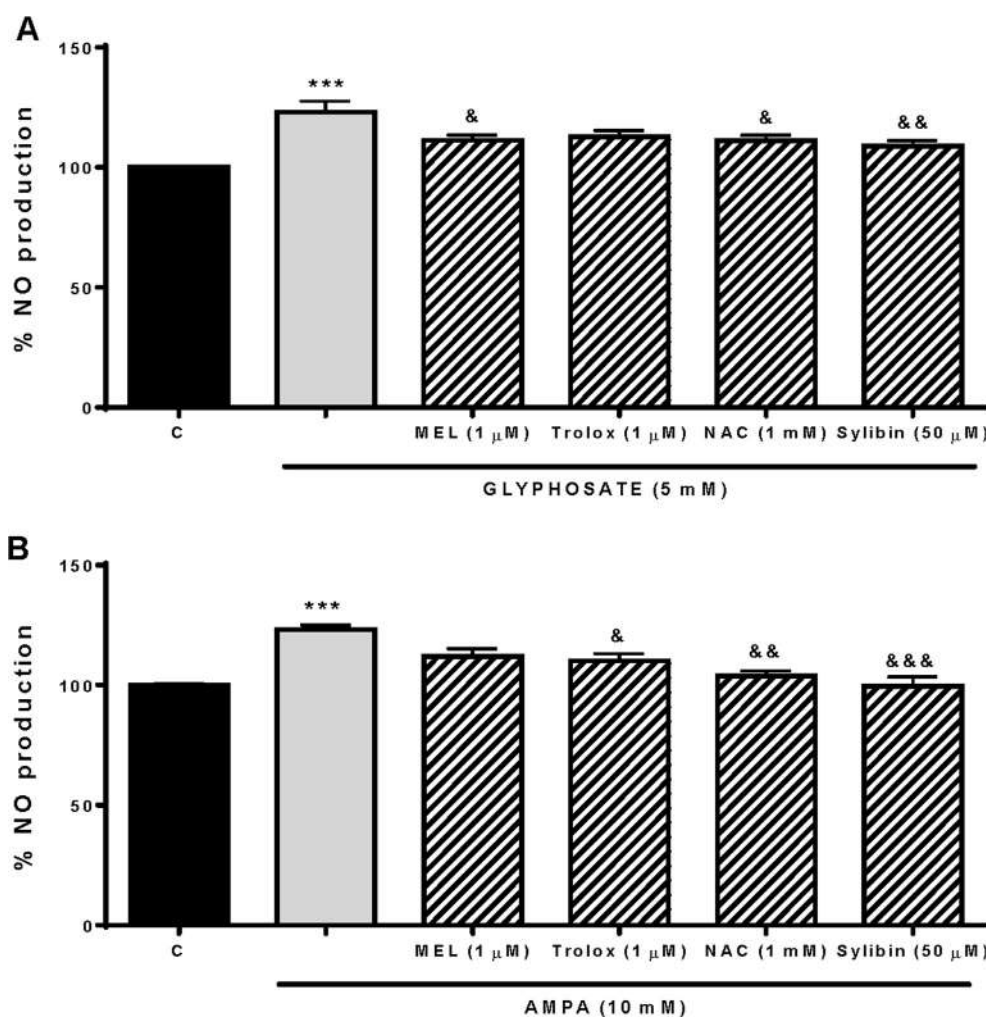 A
150
***
&
&
&&
100
% NO production
50
0
C
MEL (1 μM) Trolox (1 μM) NAC (1 mM) Sylibin (50 μM)
GLYPHOSATE (5 mM)
B
150
***
&
&&
&&&
100
% NO production
50
0
C
MEL (1 μM) Trolox (1 μM) NAC (1 mM) Sylibin (50 μM)
AMPA (10 mM)